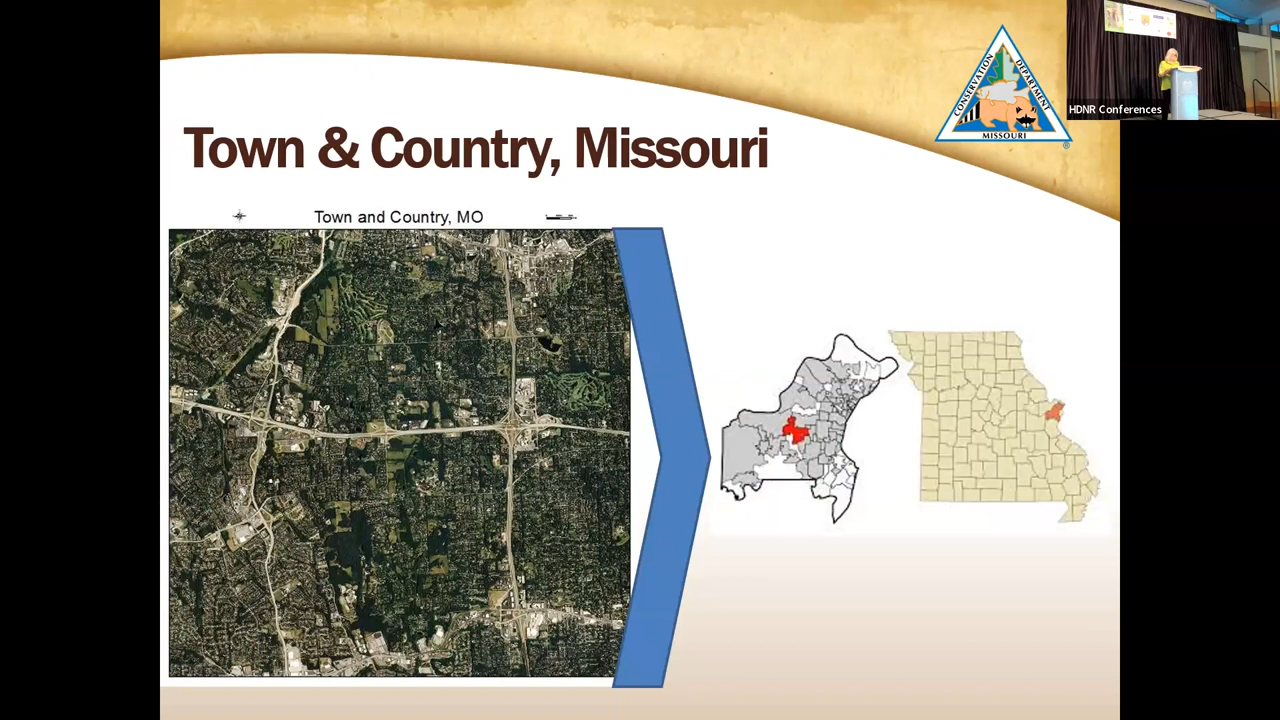 Town & Country, Missouri
CONSERVATION
DEPARTMENT
MISSOURI
®
HDNR Conferences
Town and Country, MO